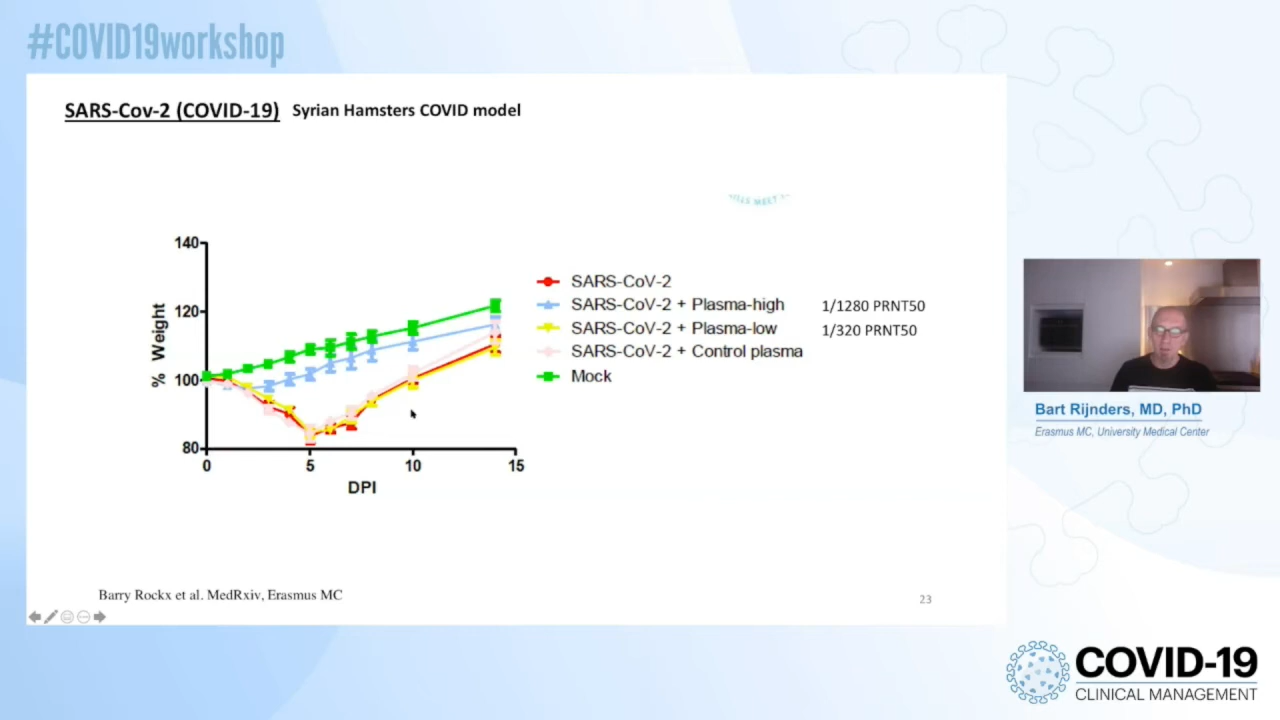 #COVID19workshop
SARS-Cov-2 (COVID-19) Syrian Hamsters COVID model
140
120
100
80
% Weight
0 5 10 15
DPI
SARS-CoV-2
SARS-CoV-2 + Plasma-high 1/1280 PRNT50
SARS-CoV-2 + Plasma-low 1/320 PRNT50
SARS-CoV-2 + Control plasma
Mock
Barry Rockx et al. MedRxiv, Erasmus MC
23
Bart Rijnders, MD, PhD
Erasmus MC, University Medical Center
COVID-19
CLINICAL MANAGEMENT